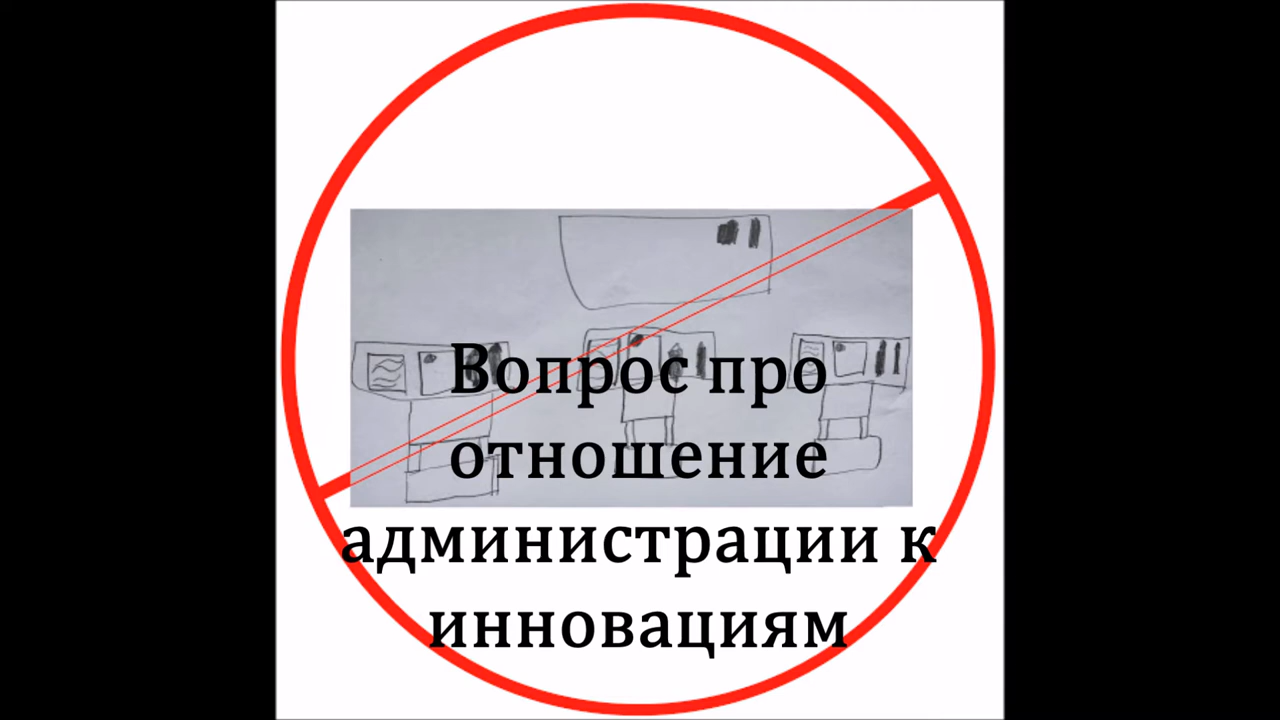 Вопрос про
отношение
администрации к
инновациям